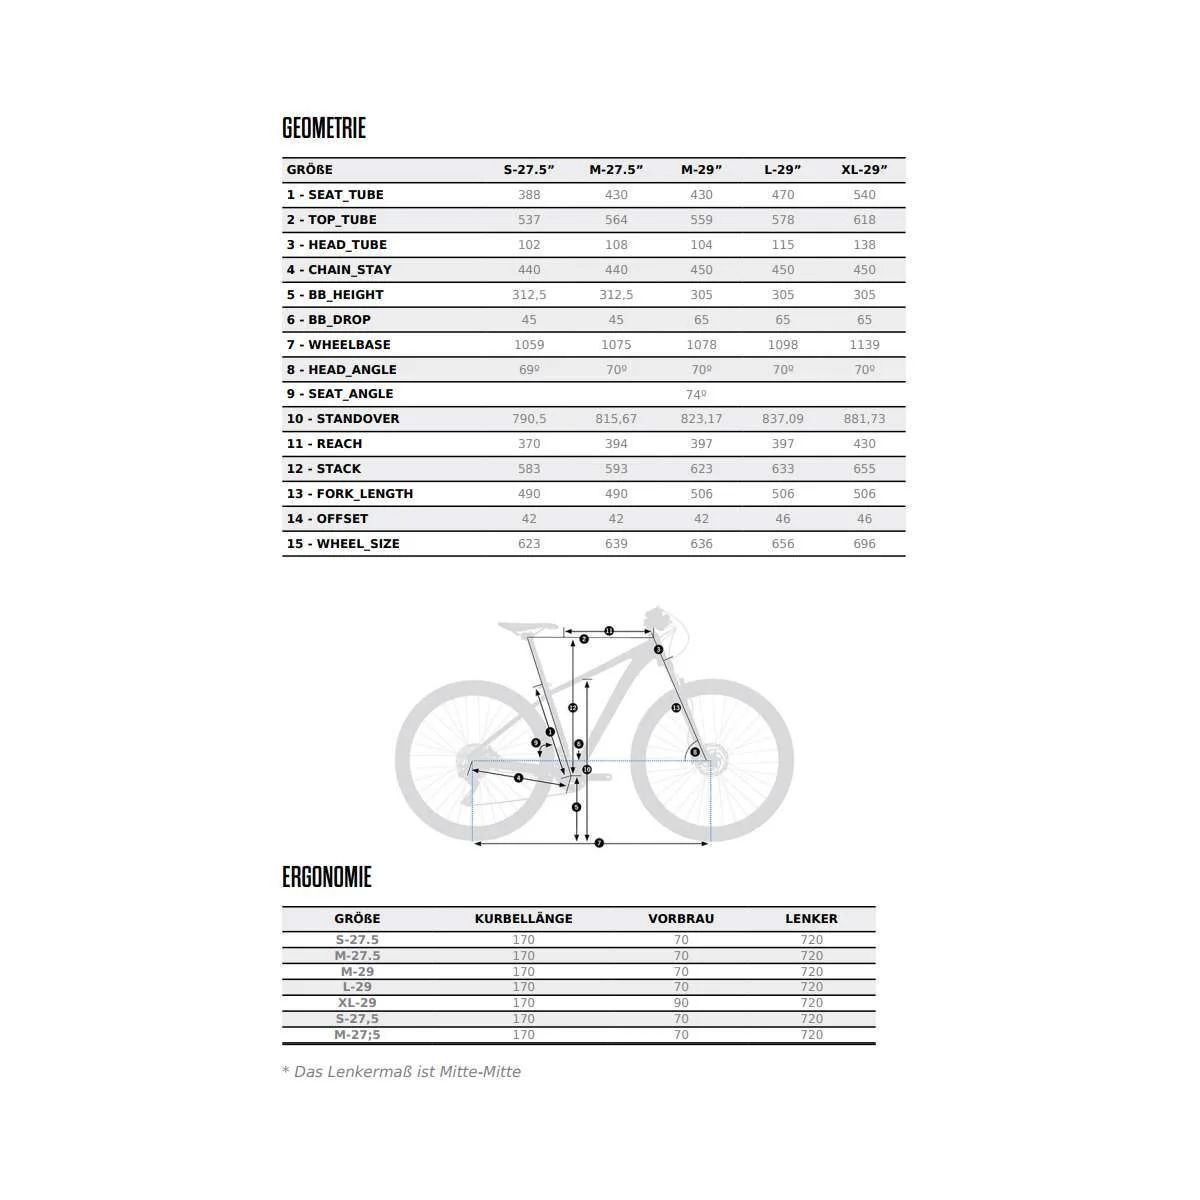 GEOMETRIE
GRÖßE S-27.5” M-27.5” M-29” L-29” XL-29”
1 - SEAT_TUBE 388 430 430 470 540
2 - TOP_TUBE 537 564 559 578 618
3 - HEAD_TUBE 102 108 104 115 138
4 - CHAIN_STAY 440 440 450 450 450
5 - BB_HEIGHT 312,5 312,5 305 305 305
6 - BB_DROP 45 45 65 65 65
7 - WHEELBASE 1059 1075 1078 1098 1139
8 - HEAD_ANGLE 69º 70º 70º 70º 70º
9 - SEAT_ANGLE 74º
10 - STANDOVER 790,5 815,67 823,17 837,09 881,73
11 - REACH 370 394 397 397 430
12 - STACK 583 593 623 633 655
13 - FORK_LENGTH 490 490 506 506 506
14 - OFFSET 42 42 42 46 46
15 - WHEEL_SIZE 623 639 636 656 696
11
2
3
12
13
1
9
6
8
10
4
5
7
ERGONOMIE
GRÖßE KURBELLÄNGE VORBRAU LENKER
S-27.5 170 70 720
M-27.5 170 70 720
M-29 170 70 720
L-29 170 70 720
XL-29 170 90 720
S-27,5 170 70 720
M-27;5 170 70 720
* Das Lenkermaß ist Mitte-Mitte